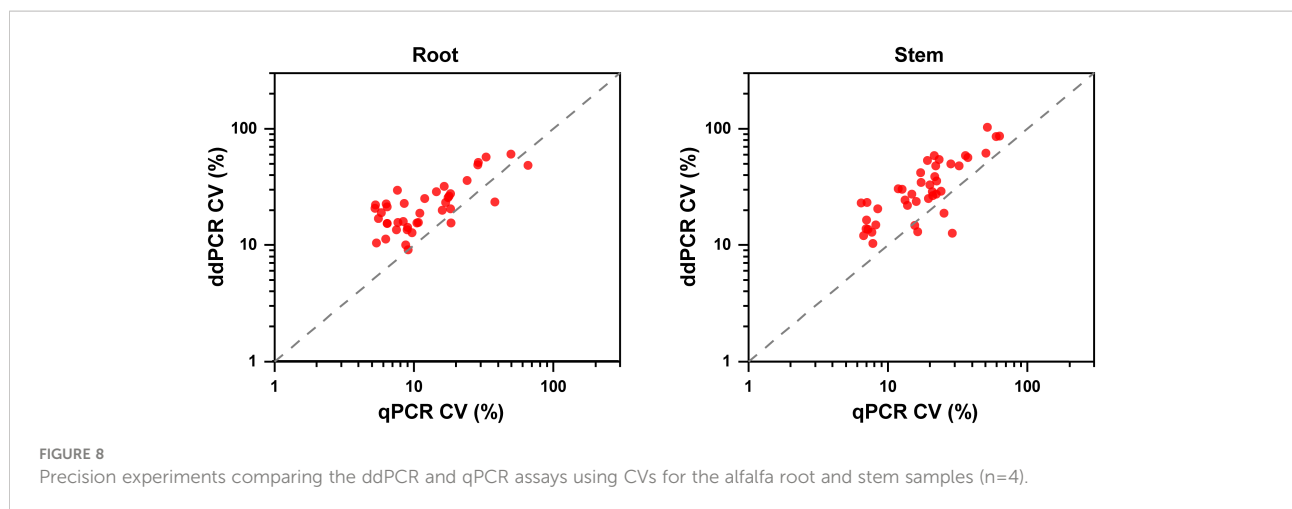 Root
Stem
ddPCR CV (%)
100
10
1
1
10
100
qPCR CV (%)
ddPCR CV (%)
100
10
1
1
10
100
qPCR CV (%)
FIGURE 8
Precision experiments comparing the ddPCR and qPCR assays using CVs for the alfalfa root and stem samples (n=4).